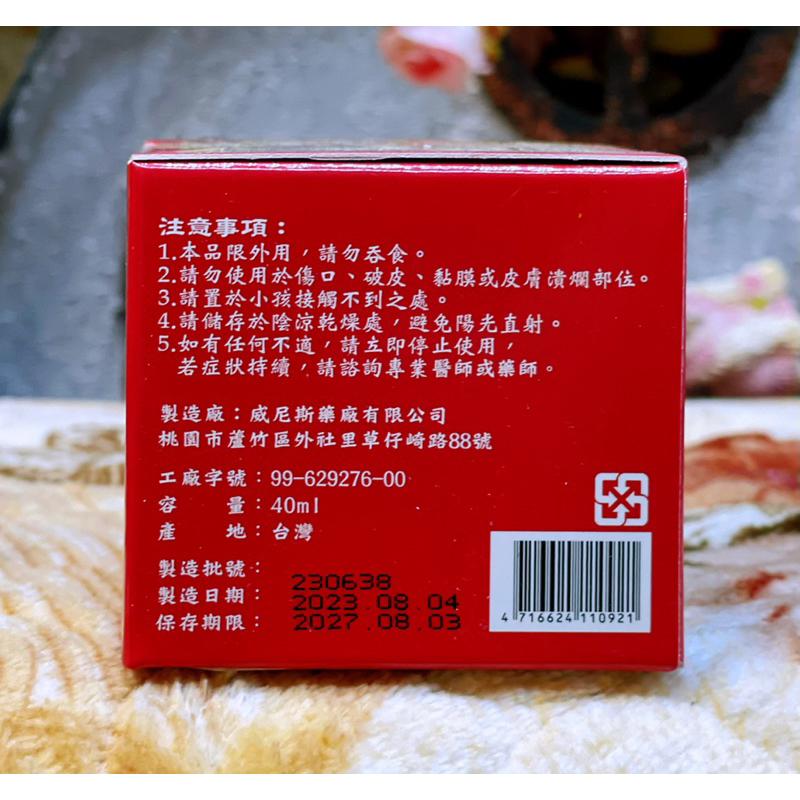 注意事項：
1.本品限外用，請勿吞食。
2.請勿使用於傷口、破皮、黏膜或皮膚潰爛部位。
3.請置於小孩接觸不到之處。
4.請儲存於陰涼乾燥處，避免陽光直射。
5.如有任何不適，請立即停止使用，
若症狀持續，請諮詢專業醫師或藥師。
製造廠：威尼斯藥廠有限公司
桃園市蘆竹區外社里草仔崎路88號
工廠字號：99-629276-00
容　　量：40ml
產　　地：台灣
製造批號：230638
製造日期：2023.08.04
保存期限：2027.08.03
4 716624 110921